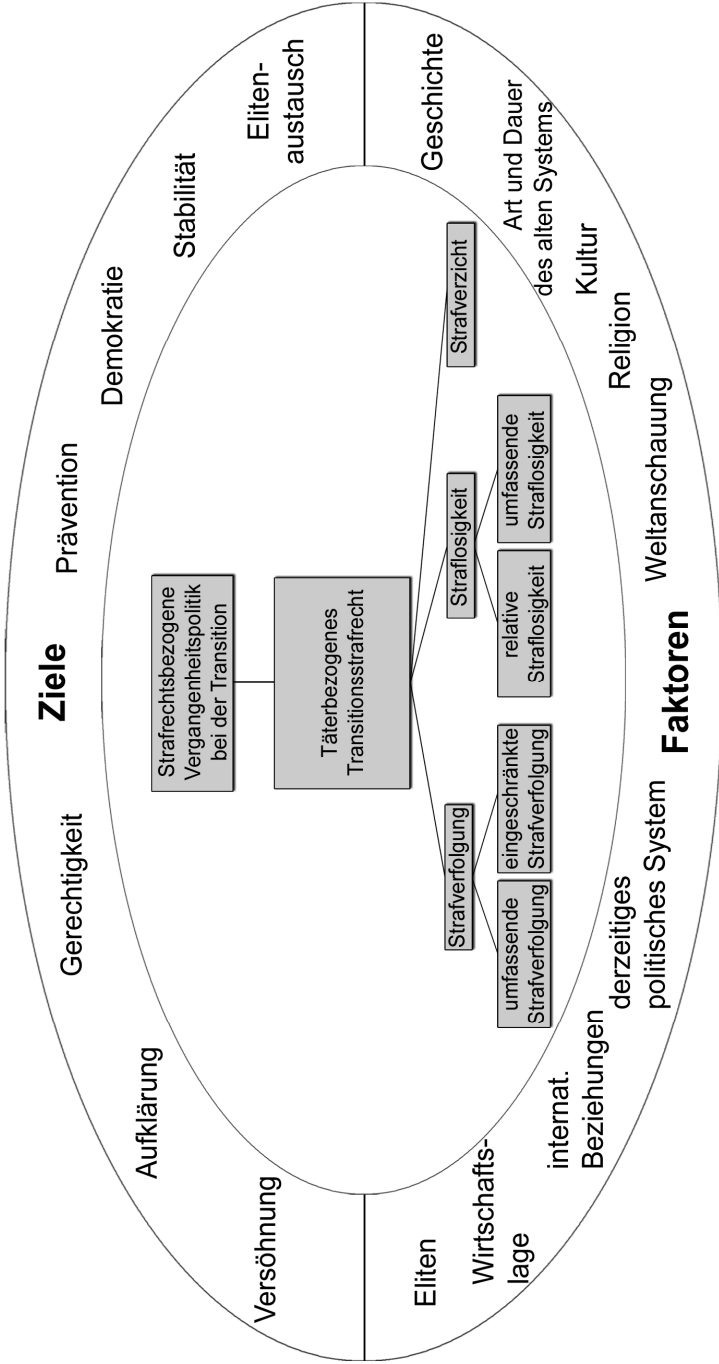 Ziele
Versöhnung
Aufklärung
Gerechtigkeit
Prävention
Demokratie
Stabilität
Eliten-
austausch
Strafrechtsbezogene
Vergangenheitspolitik
bei der Transition
Täterbezogenes
Transitionsstrafrecht
Strafverfolgung
Straflosigkeit
Strafverzicht
umfassende
Strafverfolgung
eingeschränkte
Strafverfolgung
relative
Straflosigkeit
umfassende
Straflosigkeit
Eliten
Wirtschafts-
lage
internat.
Beziehungen
derzeitiges
politisches System
Faktoren
Weltanschauung
Religion
Kultur
Art und Dauer
des alten Systems
Geschichte